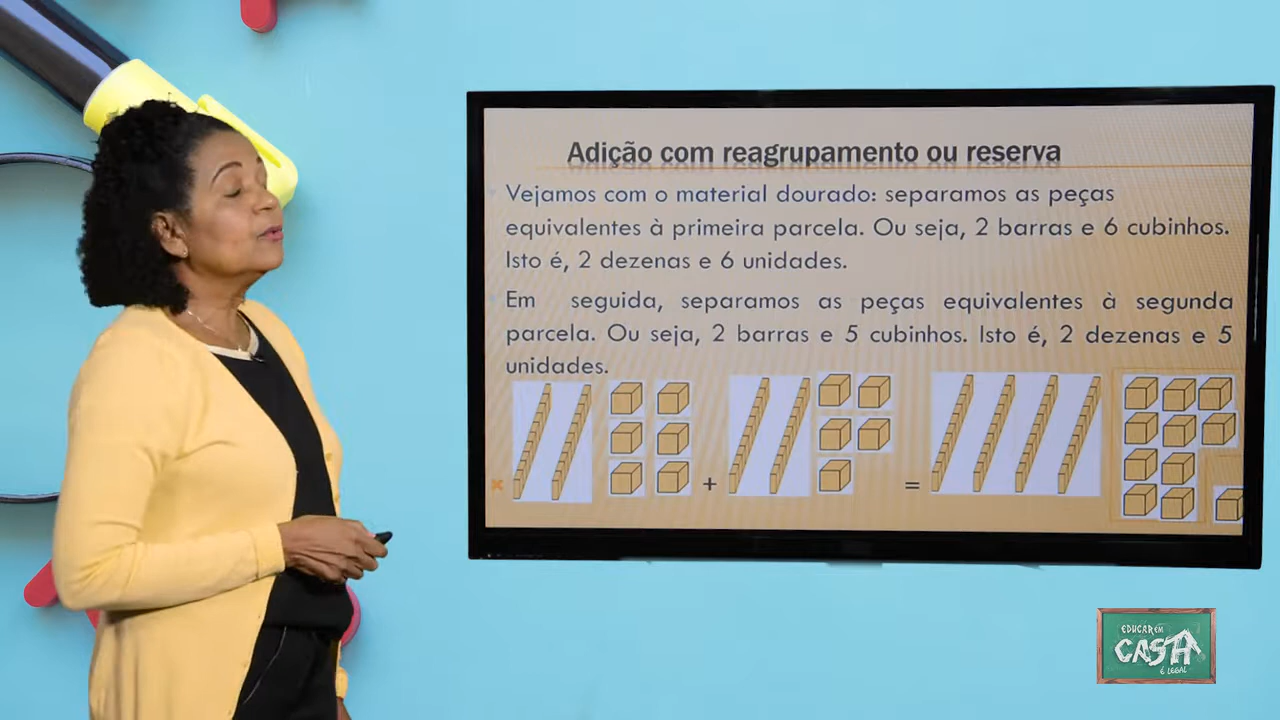 Adição com reagrupamento ou reserva
Vejamos com o material dourado: separamos as peças
equivalentes à primeira parcela. Ou seja, 2 barras e 6 cubinhos.
Isto é, 2 dezenas e 6 unidades.
Em seguida, separamos as peças equivalentes à segunda
parcela. Ou seja, 2 barras e 5 cubinhos. Isto é, 2 dezenas e 5
unidades.
+ =
EDUCAR EM
CASA
É LEGAL